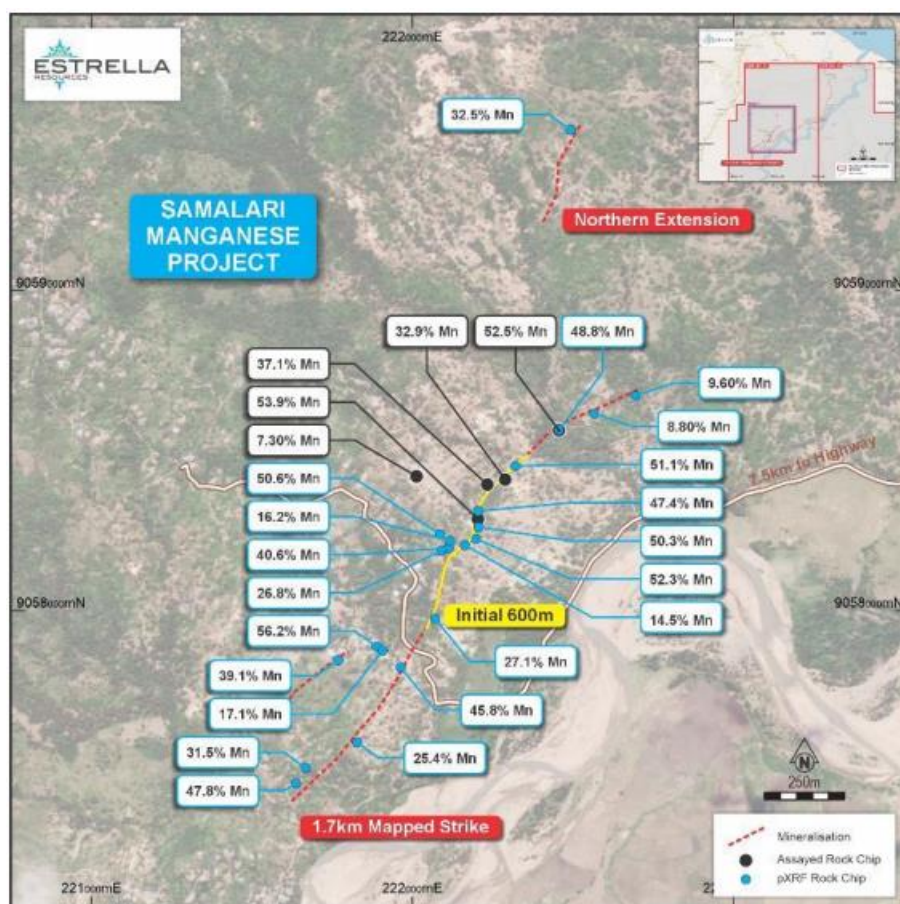 222000mE
ESTRELLA
RESOURCES
32.5% Mn
SAMALARI
MANGANESE
PROJECT
Northern Extension
9059000mN
32.9% Mn
52.5% Mn
48.8% Mn
37.1% Mn
9.60% Mn
53.9% Mn
8.80% Mn
7.30% Mn
51.1% Mn
7.5km to Highway
50.6% Mn
47.4% Mn
16.2% Mn
50.3% Mn
40.6% Mn
52.3% Mn
26.8% Mn
14.5% Mn
9058000mN
Initial 600m
56.2% Mn
27.1% Mn
39.1% Mn
17.1% Mn
45.8% Mn
31.5% Mn
25.4% Mn
47.8% Mn
N
250m
1.7km Mapped Strike
Mineralisation
Assayed Rock Chip
pXRF Rock Chip
221000mE
222000mE